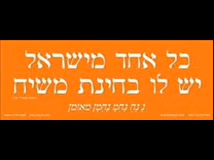 כל אחד מישראל
יש לו בחינת משיח
נ נח נחמ נחמן מאומן